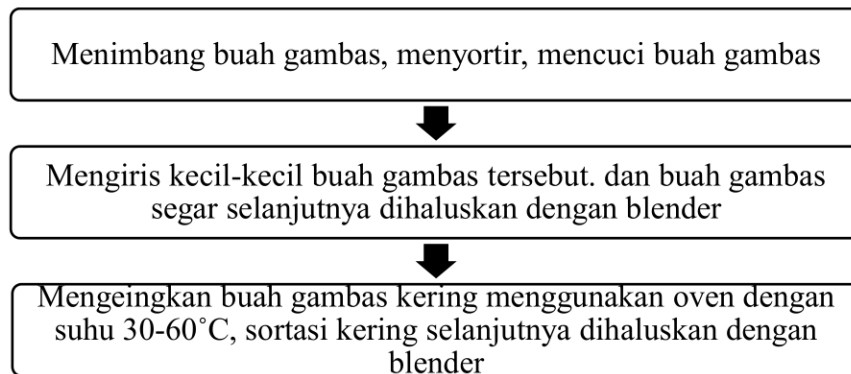 Menimbang buah gambas, menyortir, mencuci buah gambas
Mengiris kecil-kecil buah gambas tersebut. dan buah gambas
segar selanjutnya dihaluskan dengan blender
Mengeingkan buah gambas kering menggunakan oven dengan
suhu 30-60˚C, sortasi kering selanjutnya dihaluskan dengan
blender